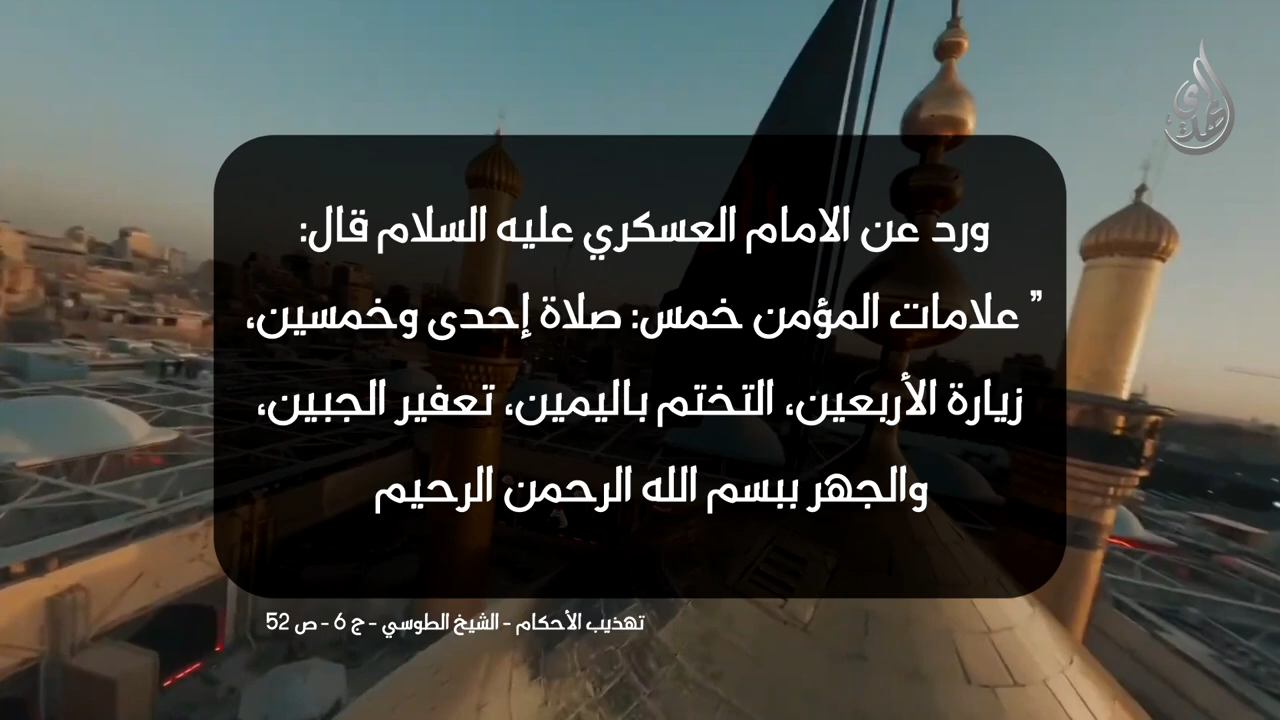 ورد عن الامام العسكري عليه السلام قال:
" علامات المؤمن خمس: صلاة إحدى وخمسين،
زيارة الأربعين، التختم باليمين، تعفير الجبين،
والجهر ببسم الله الرحمن الرحيم
تهذيب الأحكام - الشيخ الطوسي - ج 6 - ص 52